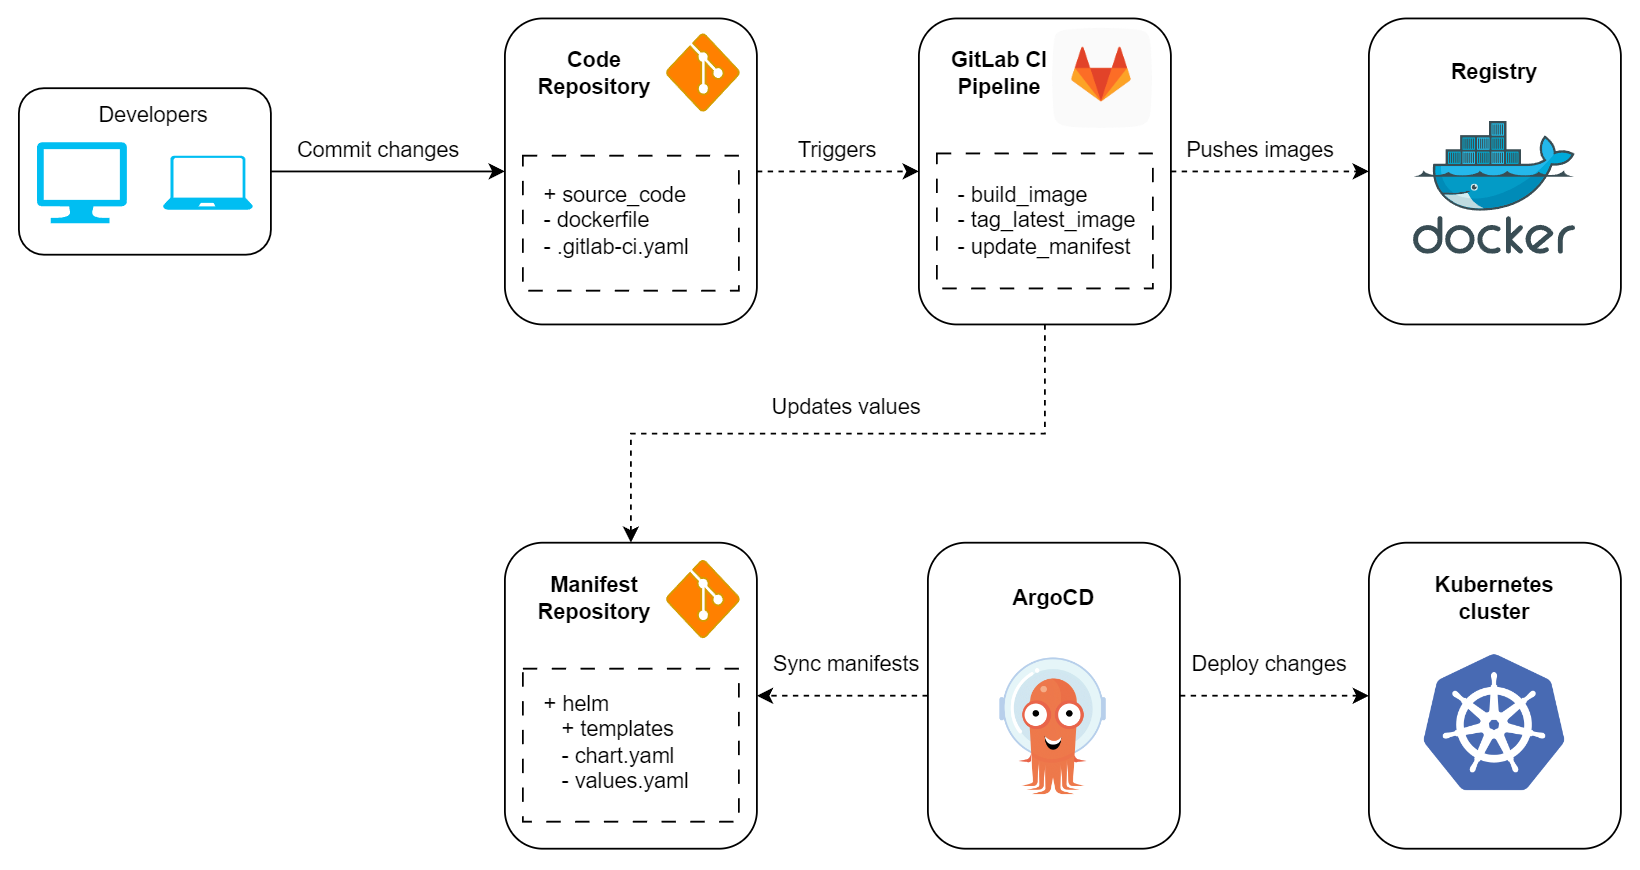 Developers
Commit changes
Code
Repository
+ source_code
- dockerfile
- .gitlab-ci.yaml
Triggers
GitLab CI
Pipeline
- build_image
- tag_latest_image
- update_manifest
Pushes images
Registry
docker
Updates values
Manifest
Repository
+ helm
+ templates
- chart.yaml
- values.yaml
Sync manifests
ArgoCD
Deploy changes
Kubernetes
cluster